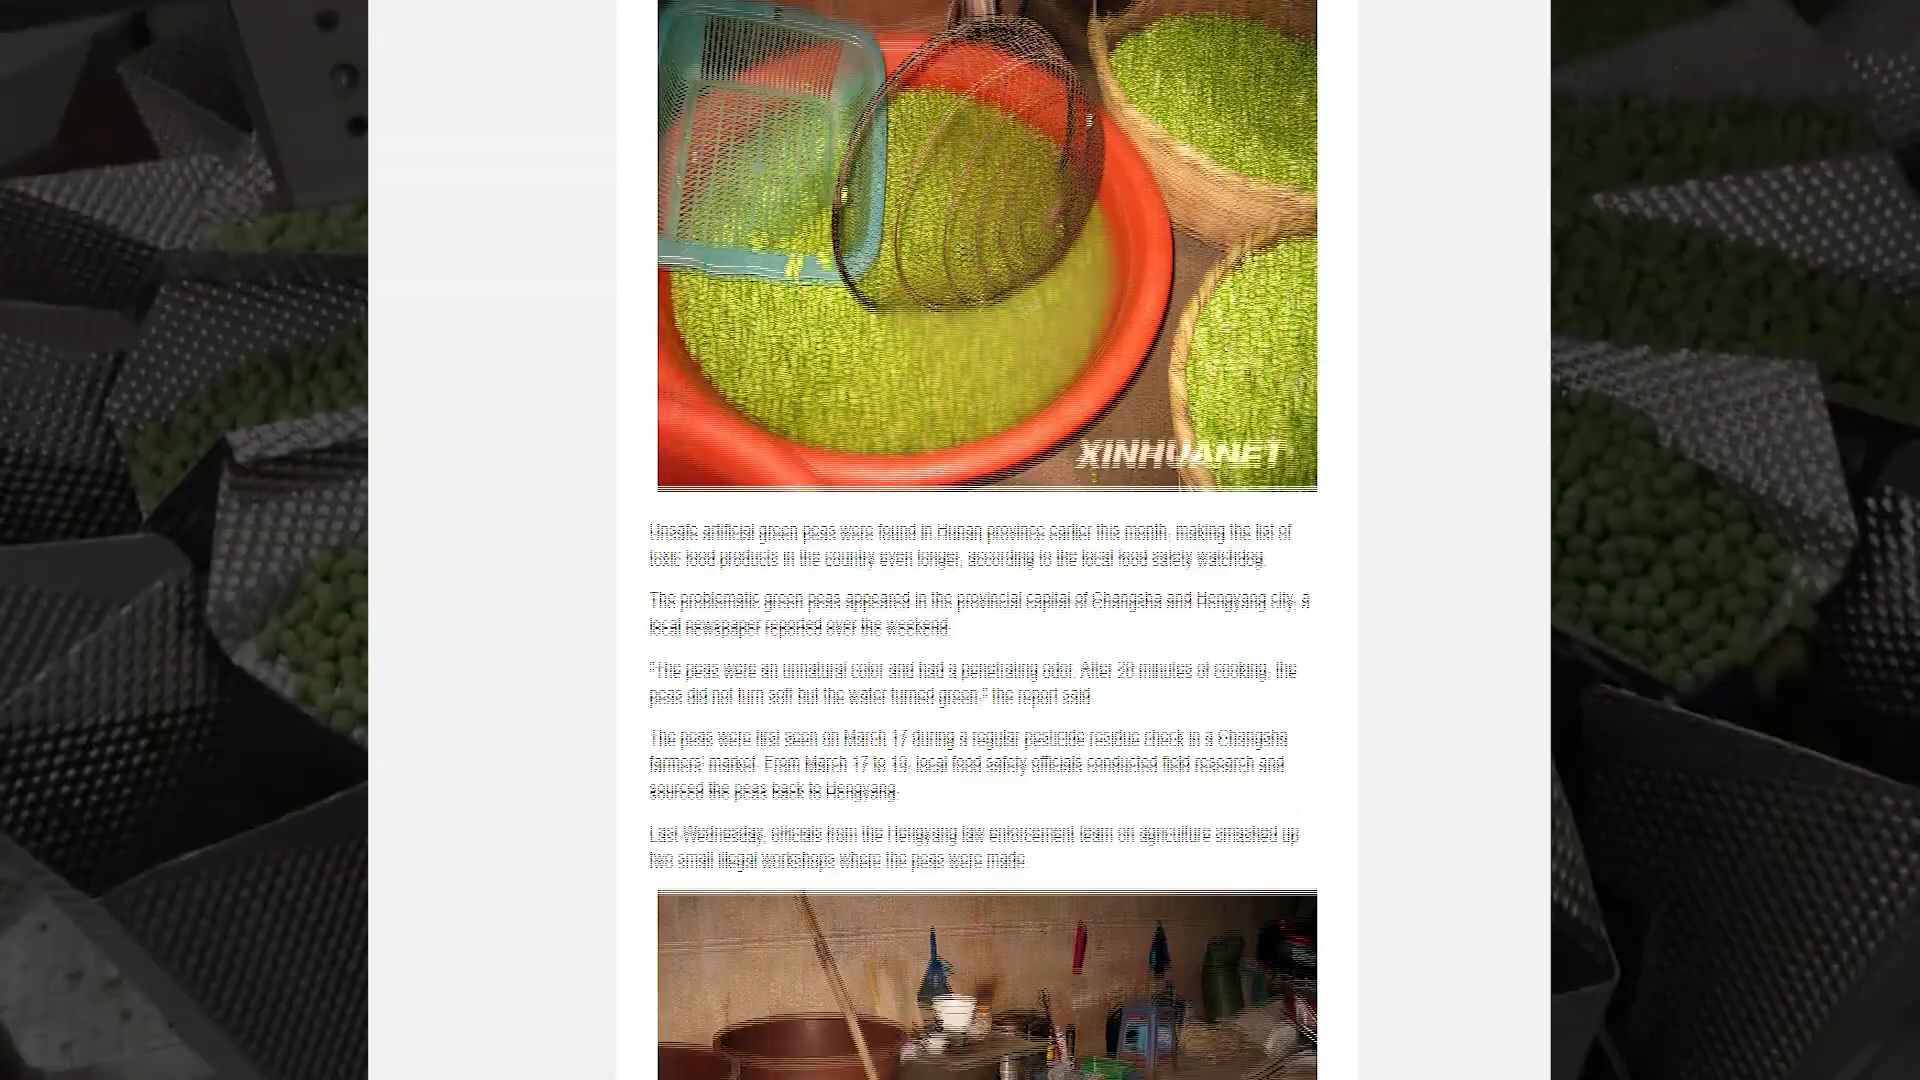 XINHUANET
Unsafe artificial green peas were found in Hunan province earlier this month, making the list of
toxic food products in the country even longer, according to the local food safety watchdog.
The problematic green peas appeared in the provincial capital of Changsha and Hengyang city, a
local newspaper reported over the weekend.
"The peas were an unnatural color and had a penetrating odor. After 20 minutes of cooking, the
peas did not turn soft but the water turned green," the report said.
The peas were first seen on March 17 during a regular pesticide residue check in a Changsha
farmers' market. From March 17 to 19, local food safety officials conducted field research and
sourced the peas back to Hengyang.
Last Wednesday, officials from the Hengyang law enforcement team on agriculture smashed up
two small illegal workshops where the peas were made.